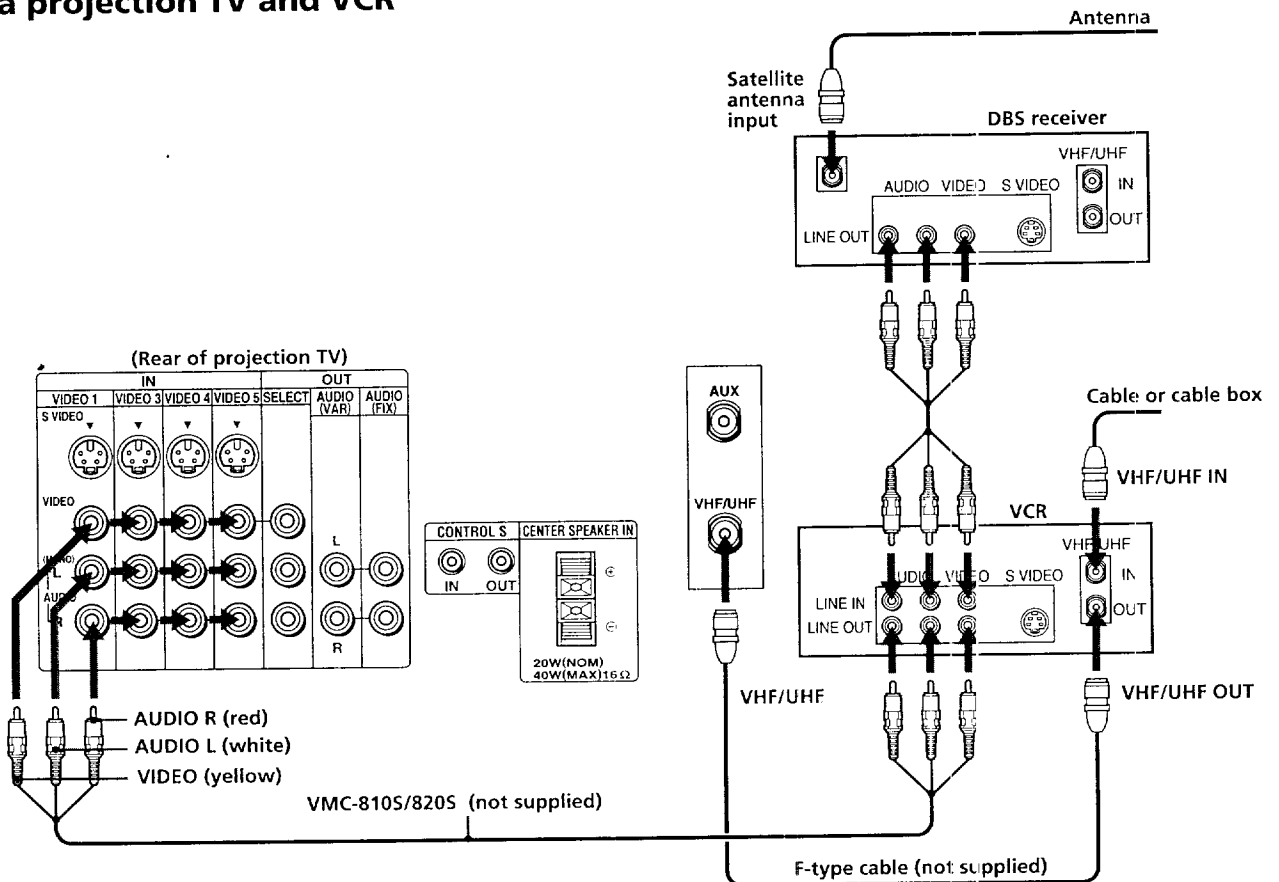 a projection TV and VCR
Antenna
Satellite
antenna
input
DBS receiver
VHF/UHF
AUDIO VIDEO S VIDEO
IN
OUT
LINE OUT
(Rear of projection TV)
IN OUT
VIDEO 1 VIDEO 3 VIDEO 4 VIDEO 5 SELECT AUDIO (VAR) AUDIO (FIX)
S VIDEO
VIDEO
(MONO)
L
AUDIO
R
L
R
CONTROL S
IN OUT
CENTER SPEAKER IN
⊕
⊖
20W(NOM)
40W(MAX)16Ω
AUX
VHF/UHF
VHF/UHF
Cable or cable box
VHF/UHF IN
VCR
VHF/UHF
AUDIO VIDEO S VIDEO
IN
OUT
LINE IN
LINE OUT
VHF/UHF OUT
AUDIO R (red)
AUDIO L (white)
VIDEO (yellow)
VMC-810S/820S (not supplied)
F-type cable (not supplied)